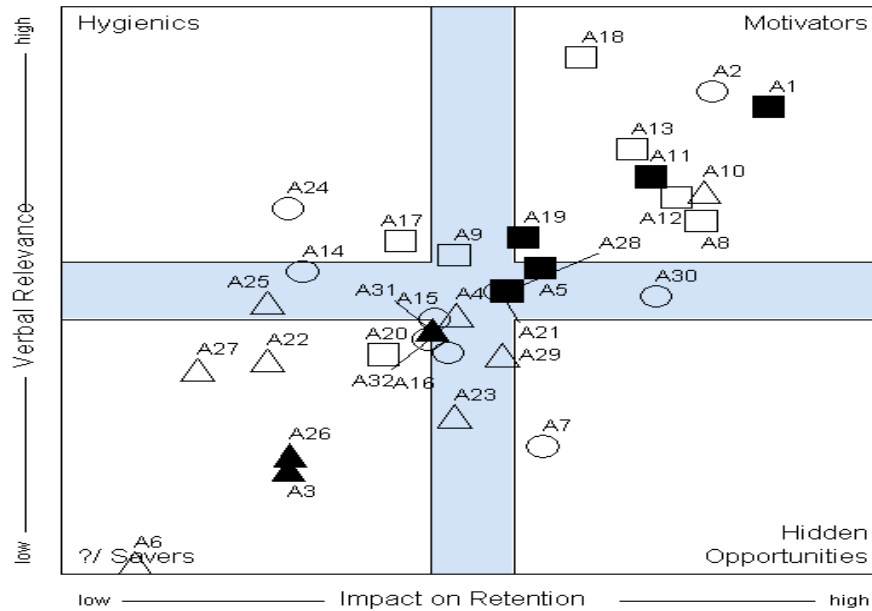 Hygienics
Motivators
high
A18
A2
A1
A13
A11
A10
A24
A12
A8
A17
A19
A9
A28
A14
A30
A25
A31
A15
A4
A5
Verbal Relevance
A20
A21
A27
A22
A29
A32
A16
A23
A7
A26
A3
A6
Hidden
low
?/ Savers
Opportunities
low
Impact on Retention
high